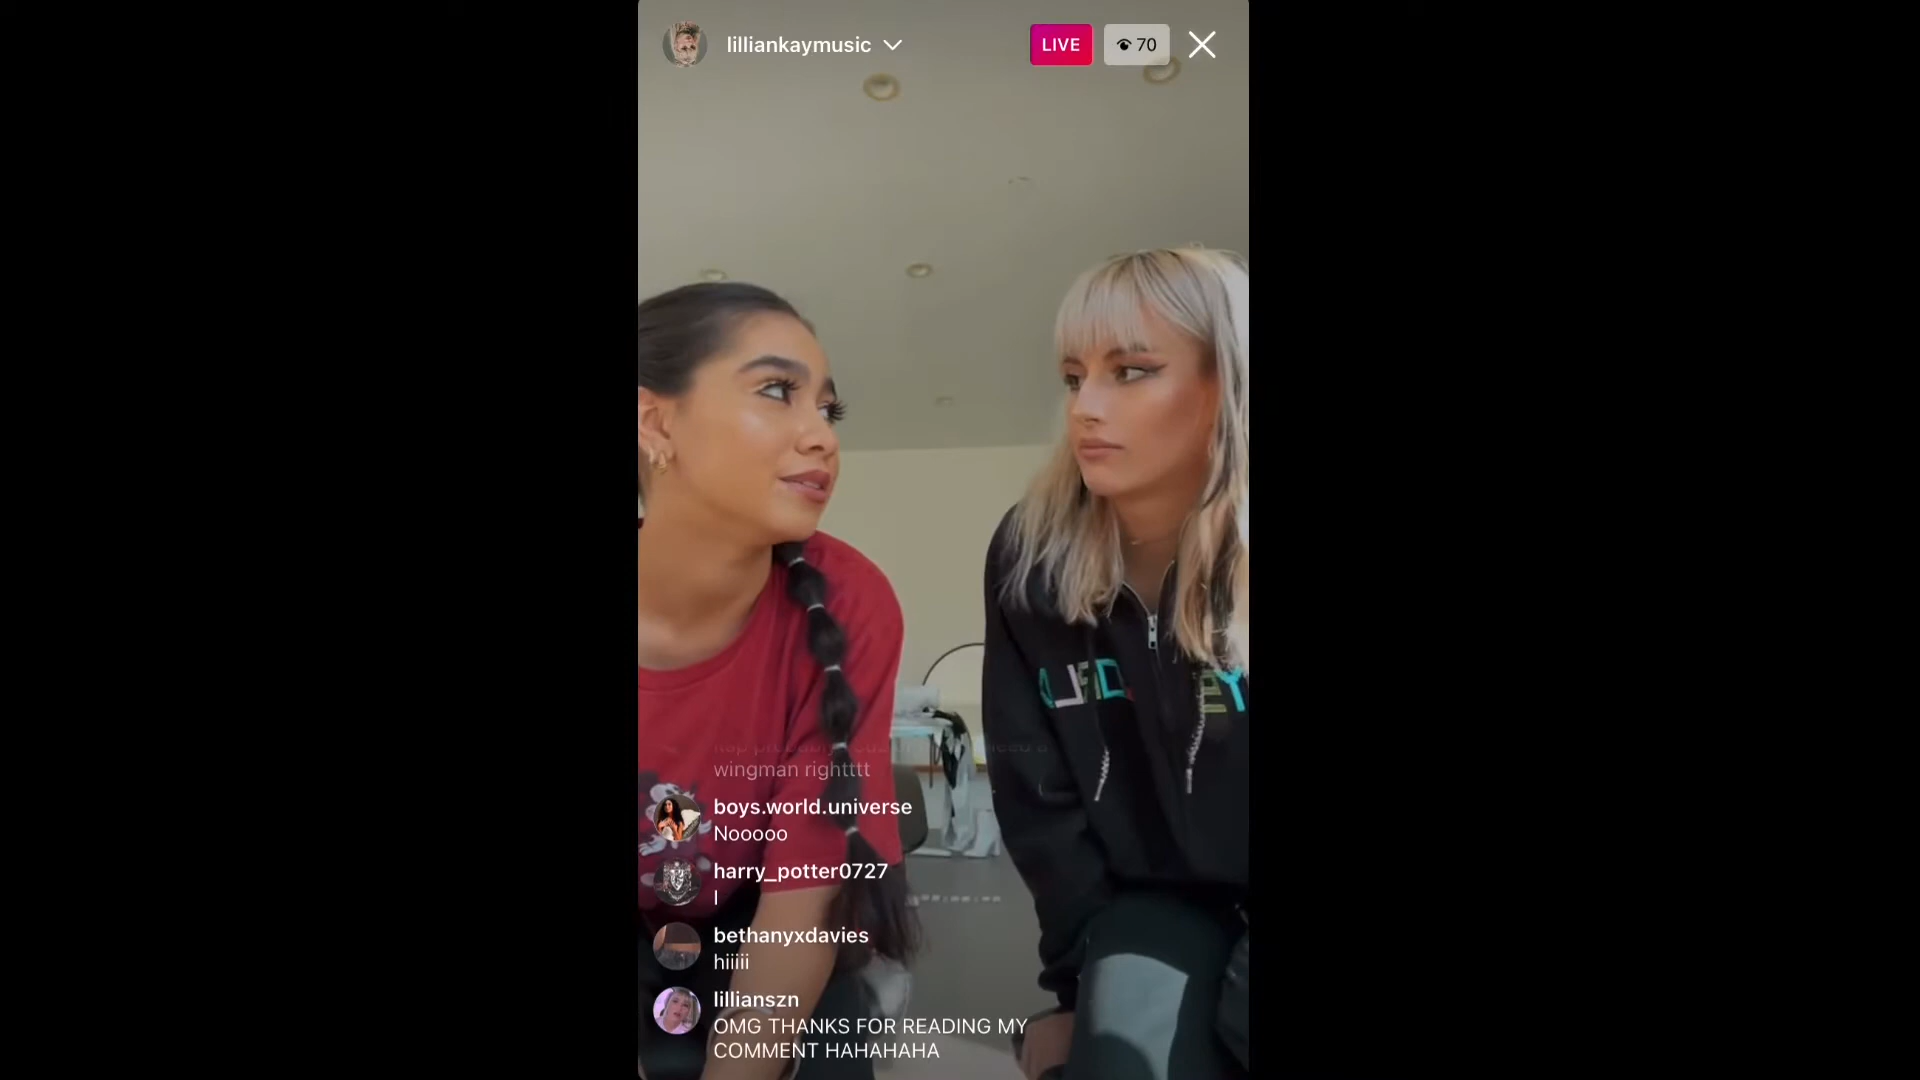 lilliankaymusic
LIVE
70
wingman rightttt
boys.world.universe
Nooooo
harry_potter0727
I
bethanyxdavies
hiiiii
lillianszn
OMG THANKS FOR READING MY
COMMENT HAHAHAHA